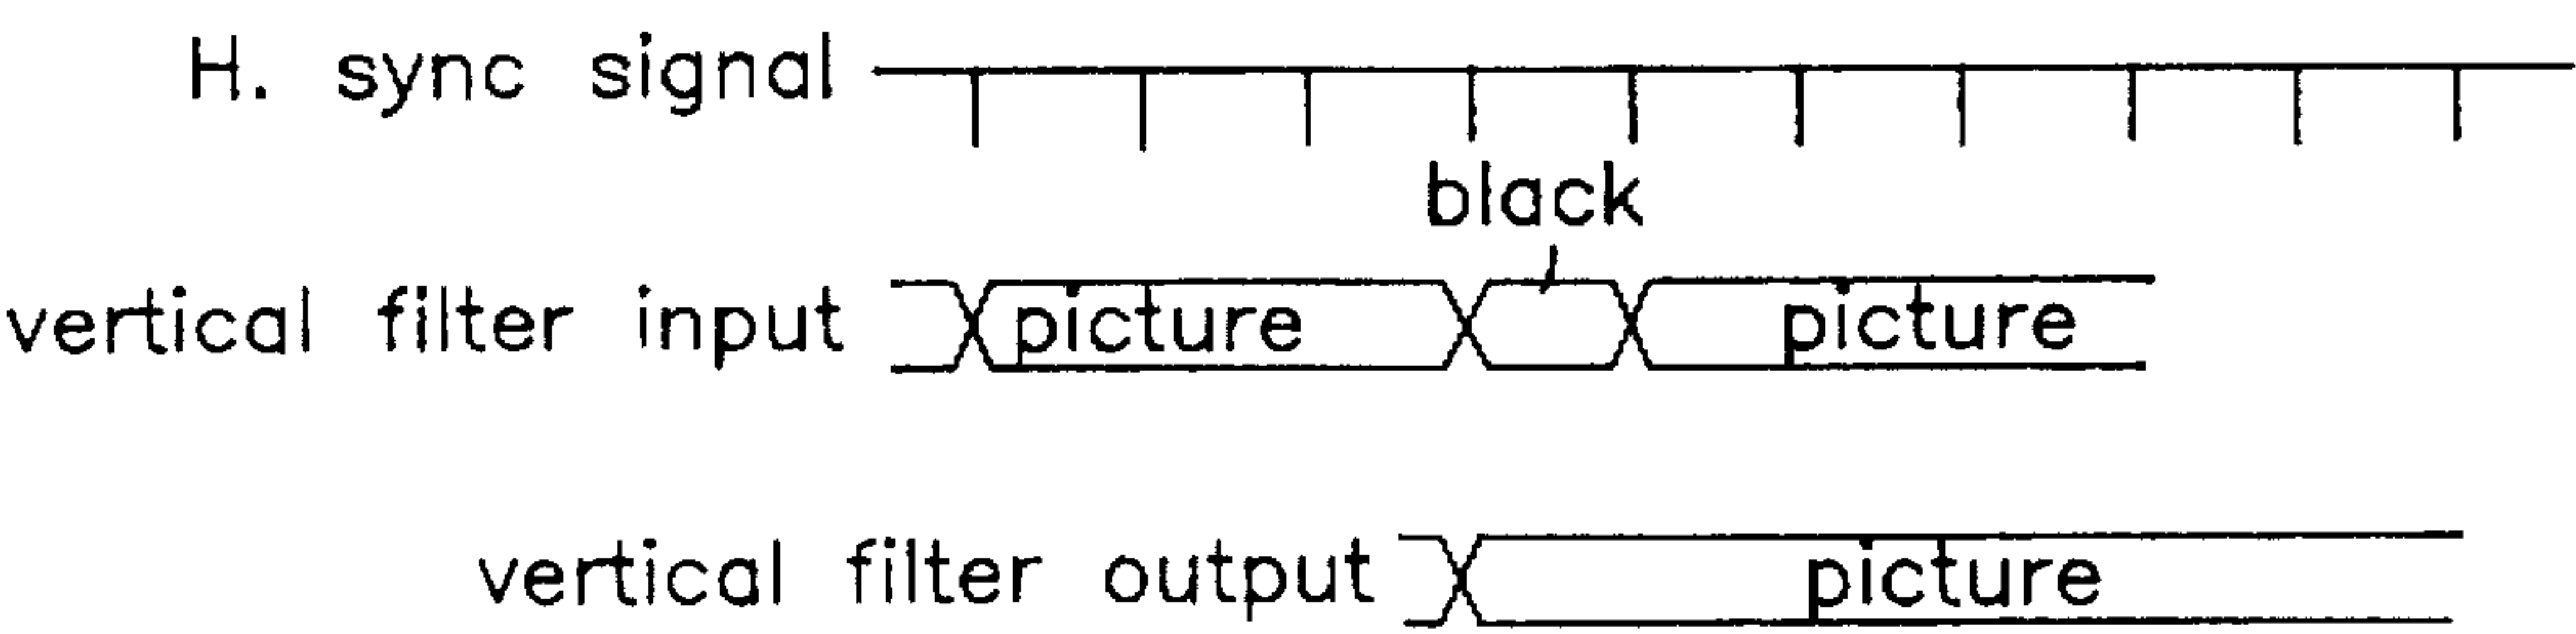 H. sync signal
black
vertical filter input picture picture
vertical filter output picture